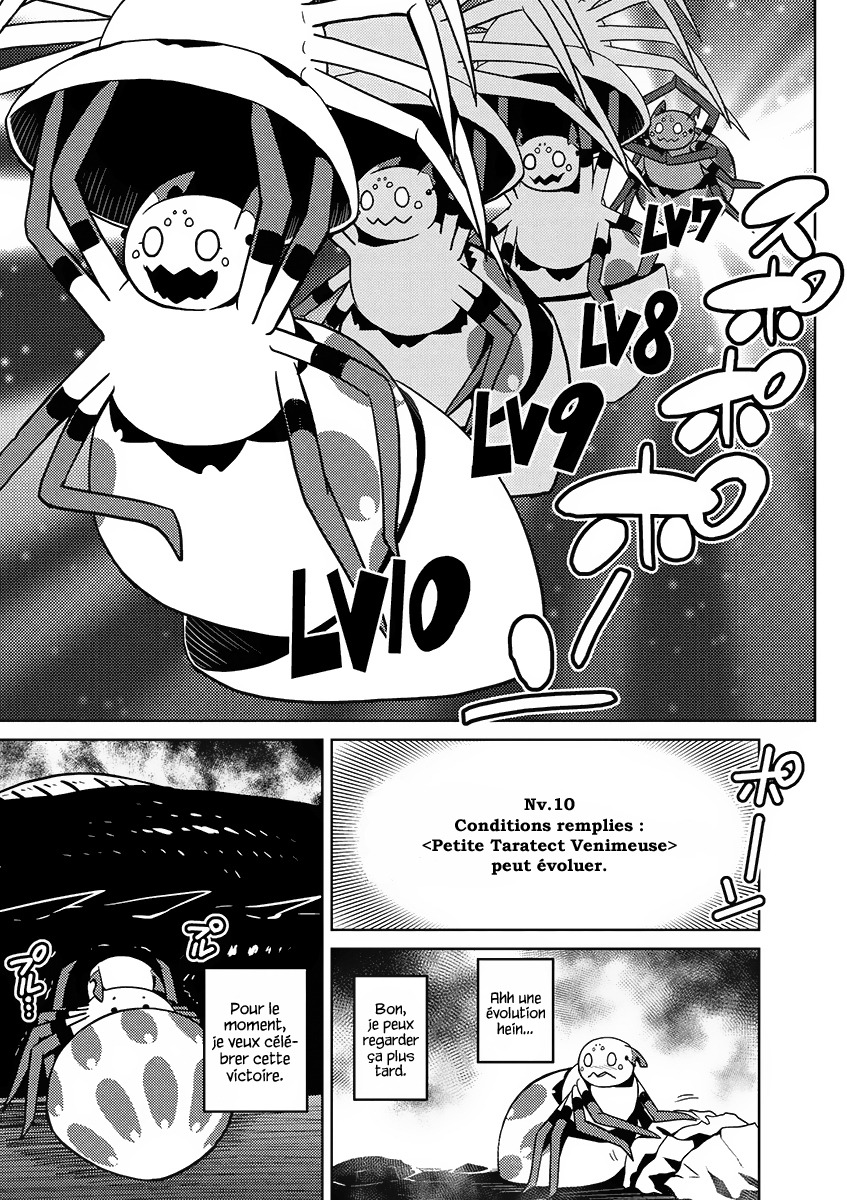 LV7
LV8
LV9
LV10
スポポポーン
ポーン
Nv.10
Conditions remplies :
<Petite Taratect Venimeuse>
peut évoluer.
Ahh une
évolution
hein...
Bon,
je peux
regarder
ça plus
tard.
Pour le
moment,
je veux célé-
brer cette
victoire.
プル
プル…